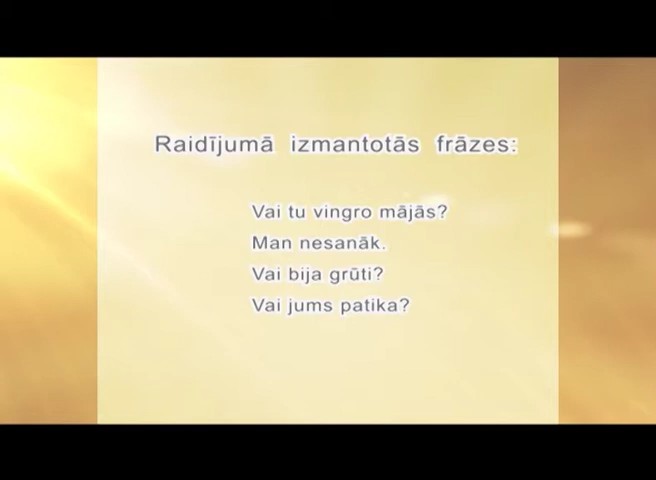 Raidījumā izmantotās frāzes:
Vai tu vingro mājās?
Man nesanāk.
Vai bija grūti?
Vai jums patika?